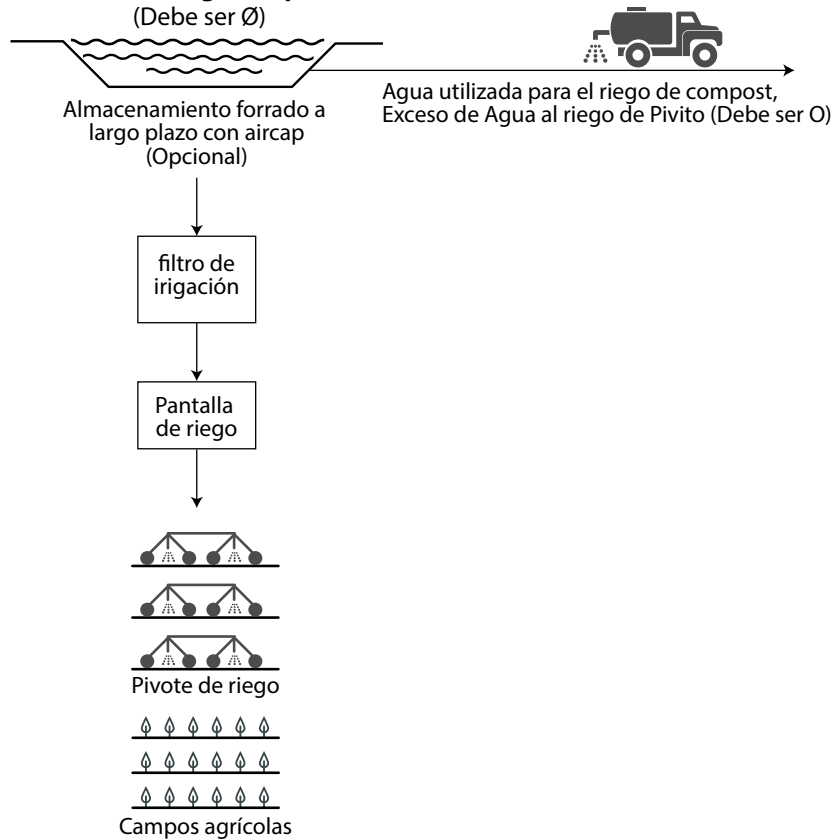 (Debe ser Ø)
Almacenamiento forrado a
largo plazo con aircap
(Opcional)
Agua utilizada para el riego de compost,
Exceso de Agua al riego de Pivito (Debe ser O)
filtro de
irigación
Pantalla
de riego
Pivote de riego
Campos agrícolas